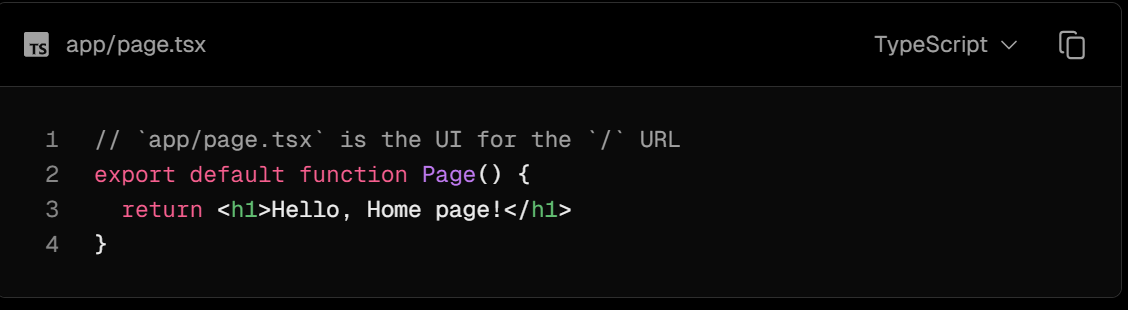 TS app/page.tsx TypeScript
1 // `app/page.tsx` is the UI for the `/` URL
2 export default function Page() {
3   return <h1>Hello, Home page!</h1>
4 }